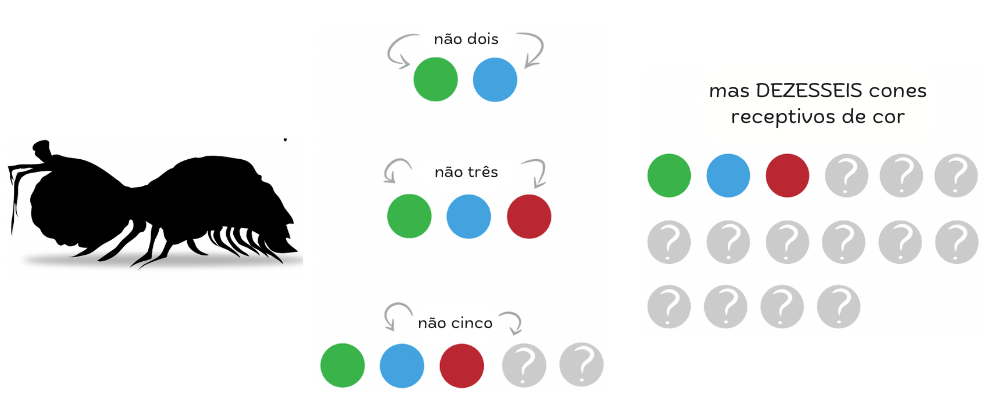 não dois
não três
não cinco
? ?
mas DEZESSEIS cones
receptivos de cor
? ? ?
? ? ? ? ? ?
? ? ? ?